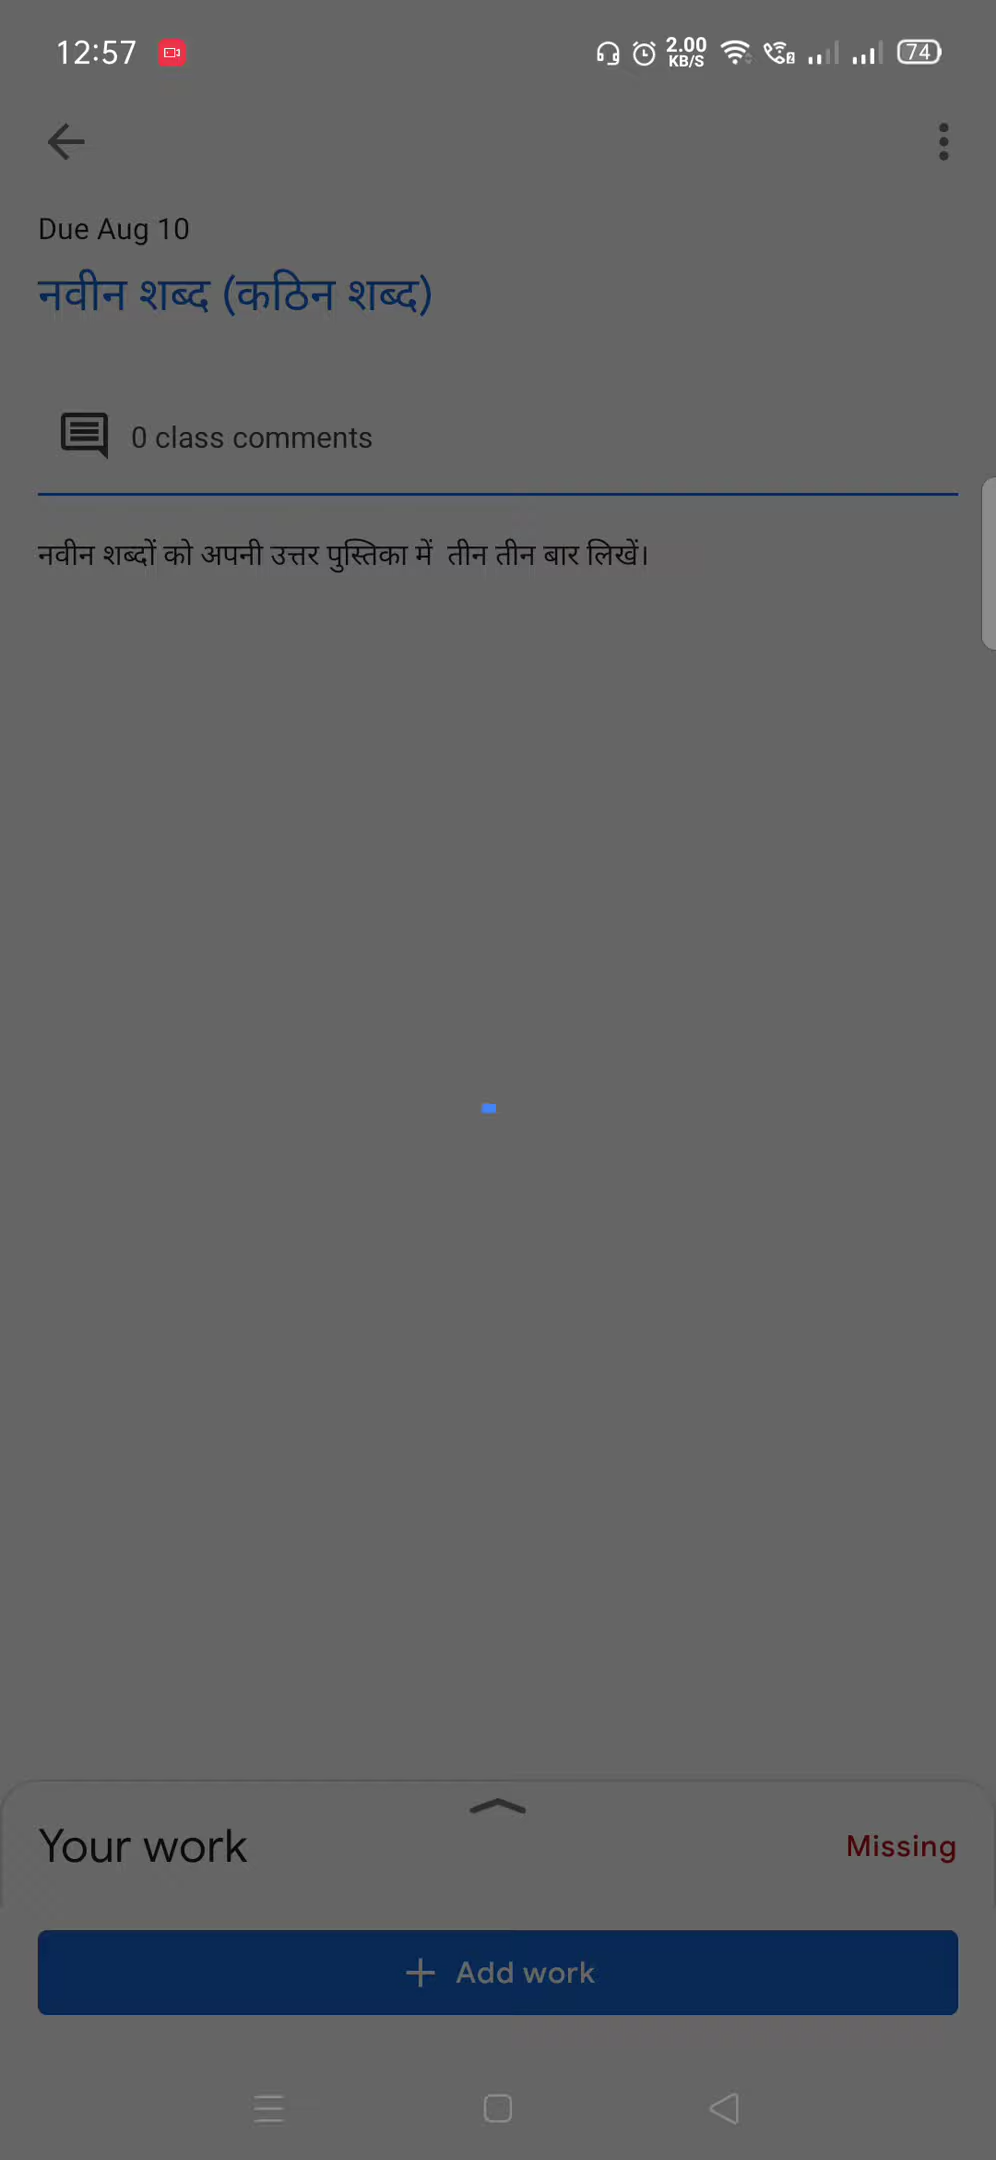 12:57
2.00
KB/S
2
74
Due Aug 10
नवीन शब्द (कठिन शब्द)
0 class comments
नवीन शब्दों को अपनी उत्तर पुस्तिका में  तीन तीन बार लिखें।
Your work
Missing
+ Add work